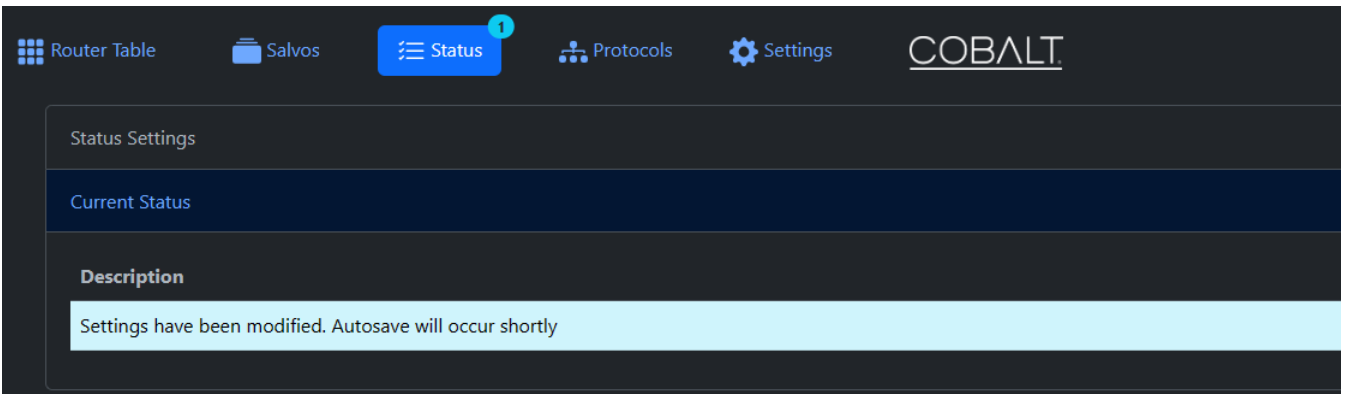 Router Table Salvos Status 1 Protocols Settings COBALT.
Status Settings
Current Status
Description
Settings have been modified. Autosave will occur shortly